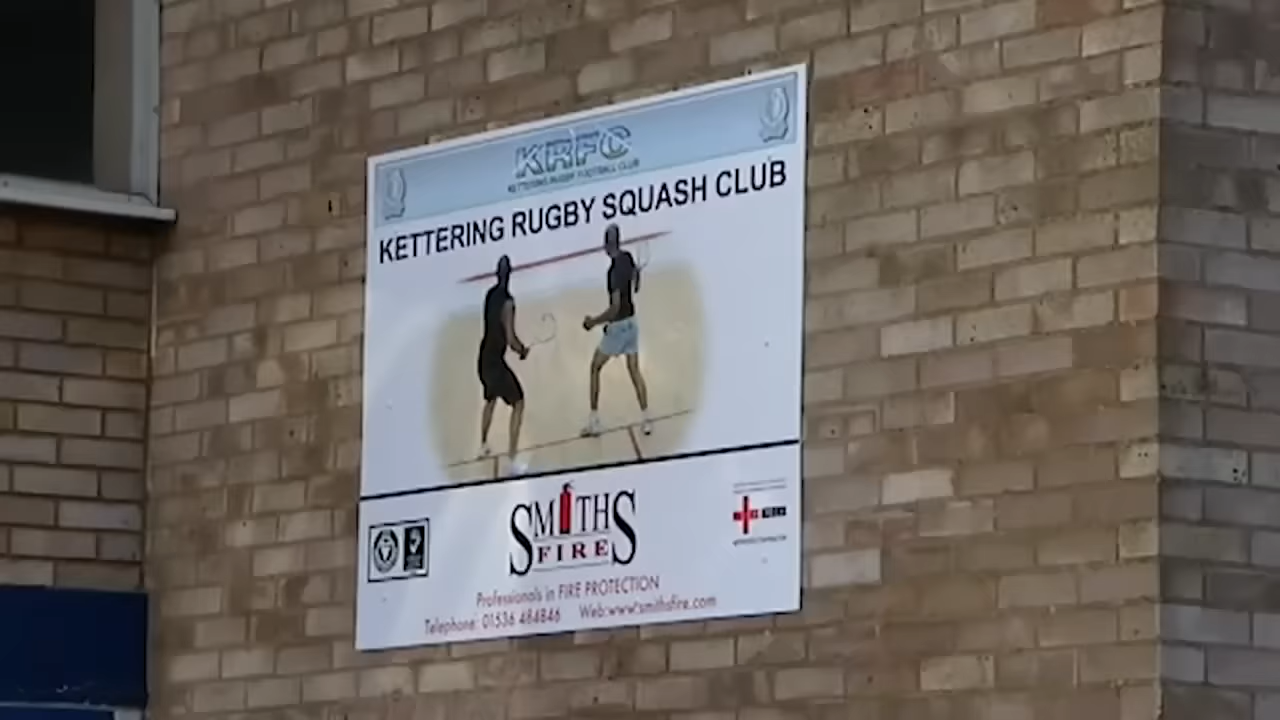 KRFC
KETTERING RUGBY FOOTBALL CLUB
KETTERING RUGBY SQUASH CLUB
SMITHS
FIRE
Professionals in FIRE PROTECTION
Telephone: 01536 484846 Web:www.smithsfire.com